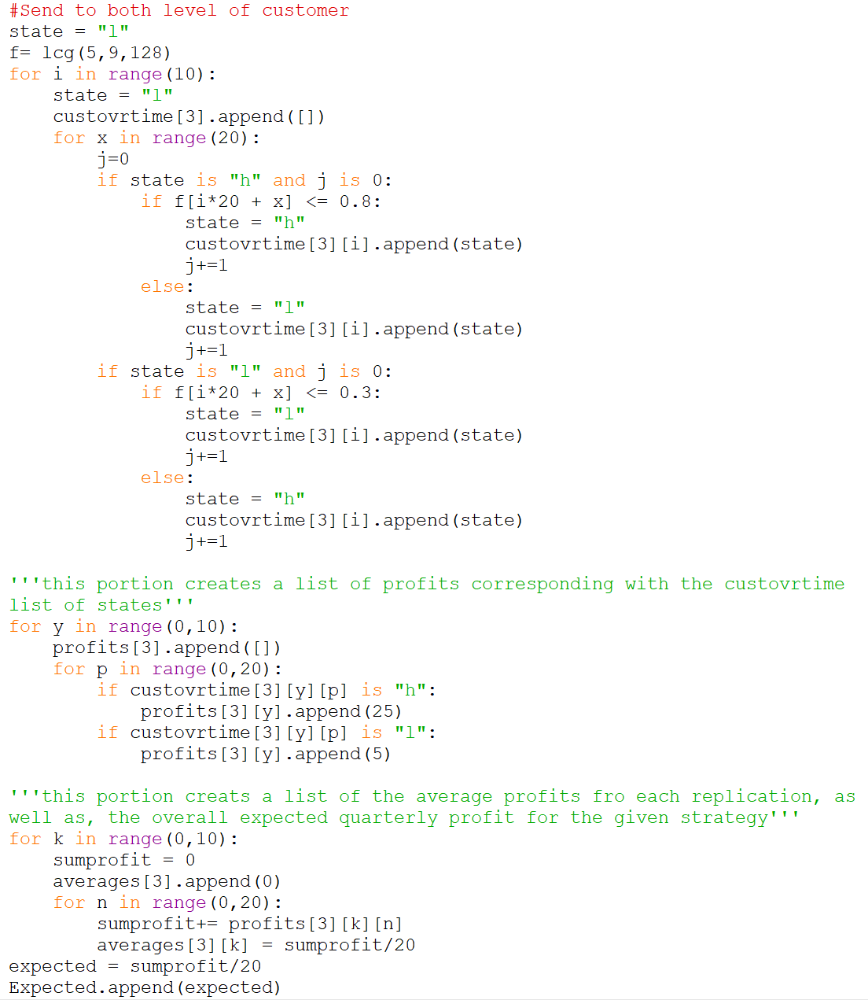 #Send to both level of customer
state = "l"
f= lcg(5,9,128)
for i in range(10):
    state = "l"
    custovrtime[3].append([])
    for x in range(20):
        j=0
        if state is "h" and j is 0:
            if f[i*20 + x] <= 0.8:
                state = "h"
                custovrtime[3][i].append(state)
                j+=1
            else:
                state = "l"
                custovrtime[3][i].append(state)
                j+=1
        if state is "l" and j is 0:
            if f[i*20 + x] <= 0.3:
                state = "l"
                custovrtime[3][i].append(state)
                j+=1
            else:
                state = "h"
                custovrtime[3][i].append(state)
                j+=1

'''this portion creates a list of profits corresponding with the custovrtime
list of states'''
for y in range(0,10):
    profits[3].append([])
    for p in range(0,20):
        if custovrtime[3][y][p] is "h":
            profits[3][y].append(25)
        if custovrtime[3][y][p] is "l":
            profits[3][y].append(5)

'''this portion creats a list of the average profits fro each replication, as
well as, the overall expected quarterly profit for the given strategy'''
for k in range(0,10):
    sumprofit = 0
    averages[3].append(0)
    for n in range(0,20):
        sumprofit+= profits[3][k][n]
        averages[3][k] = sumprofit/20
expected = sumprofit/20
Expected.append(expected)